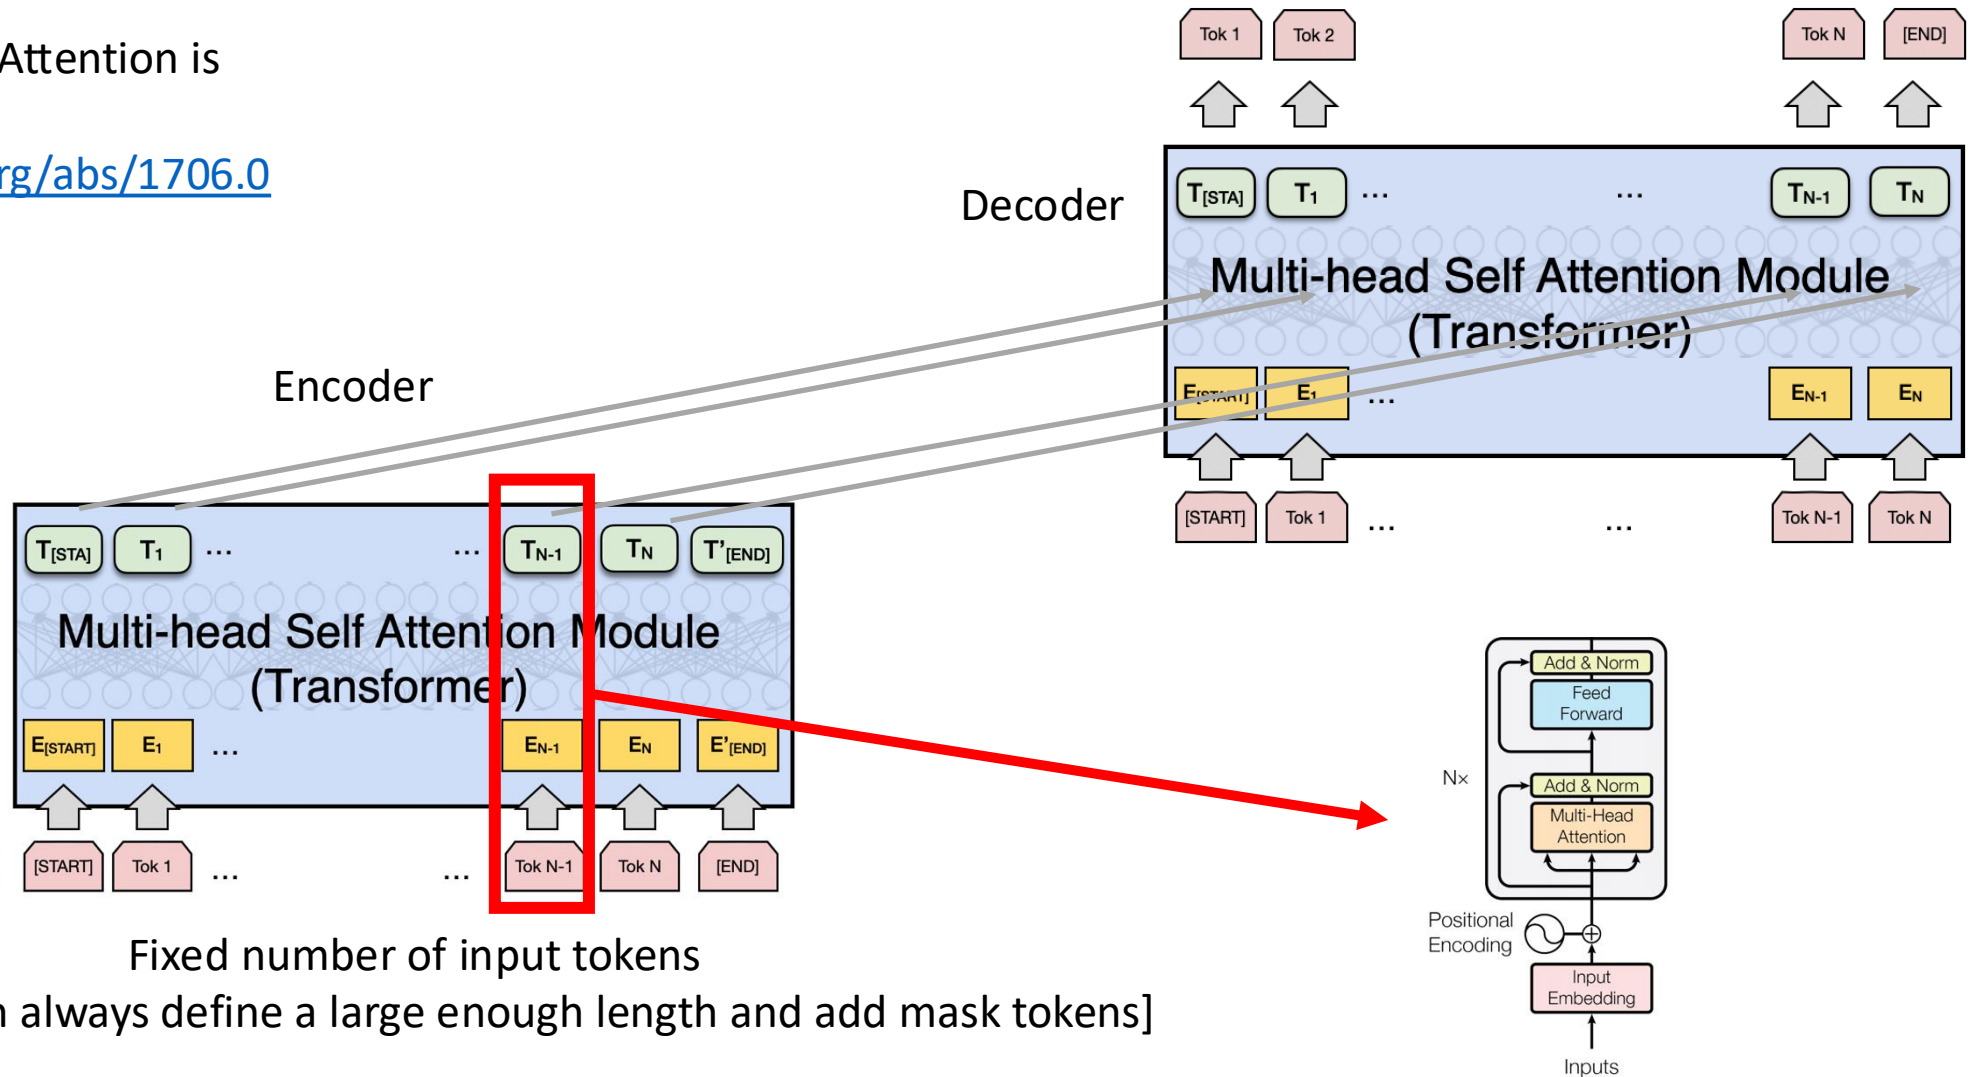 Attention is
rg/abs/1706.0
Tok 1 Tok 2 Tok N [END]
Decoder
T[STA] T1 ... ... TN-1 TN
Multi-head Self Attention Module
(Transformer)
E[START] E1 ... EN-1 EN
[START] Tok 1 ... ... Tok N-1 Tok N
Encoder
T[STA] T1 ... ... TN-1 TN T'[END]
Multi-head Self Attention Module
(Transformer)
E[START] E1 ... EN-1 EN E'[END]
[START] Tok 1 ... ... Tok N-1 Tok N [END]
Fixed number of input tokens
n always define a large enough length and add mask tokens]
Add & Norm
Feed
Forward
N×
Add & Norm
Multi-Head
Attention
Positional
Encoding
Input
Embedding
Inputs